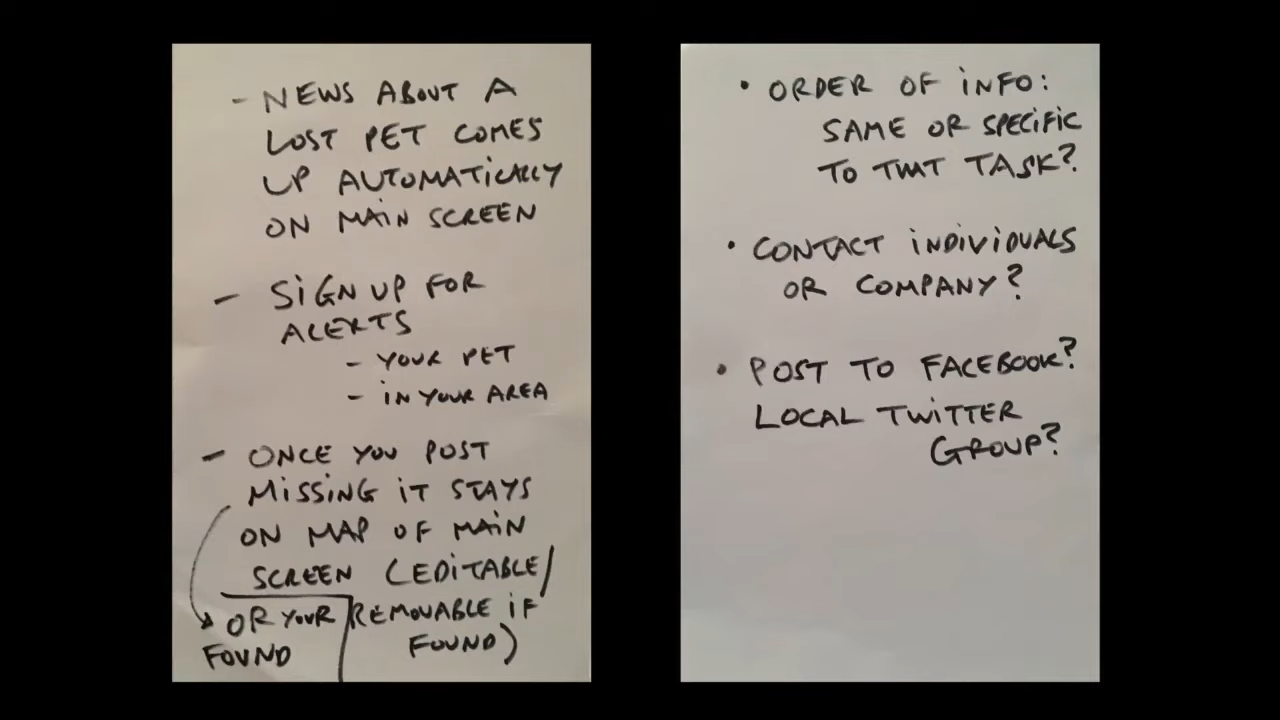 - NEWS ABOUT A
LOST PET COMES
UP AUTOMATICALLY
ON MAIN SCREEN
- SIGN UP FOR
ALERTS
- YOUR PET
- IN YOUR AREA
- ONCE YOU POST
MISSING IT STAYS
ON MAP OF MAIN
SCREEN (EDITABLE/
REMOVABLE IF
FOUND)
OR YOUR
FOUND
• ORDER OF INFO:
SAME OR SPECIFIC
TO THAT TASK?
• CONTACT INDIVIDUALS
OR COMPANY?
• POST TO FACEBOOK?
LOCAL TWITTER
GROUP?